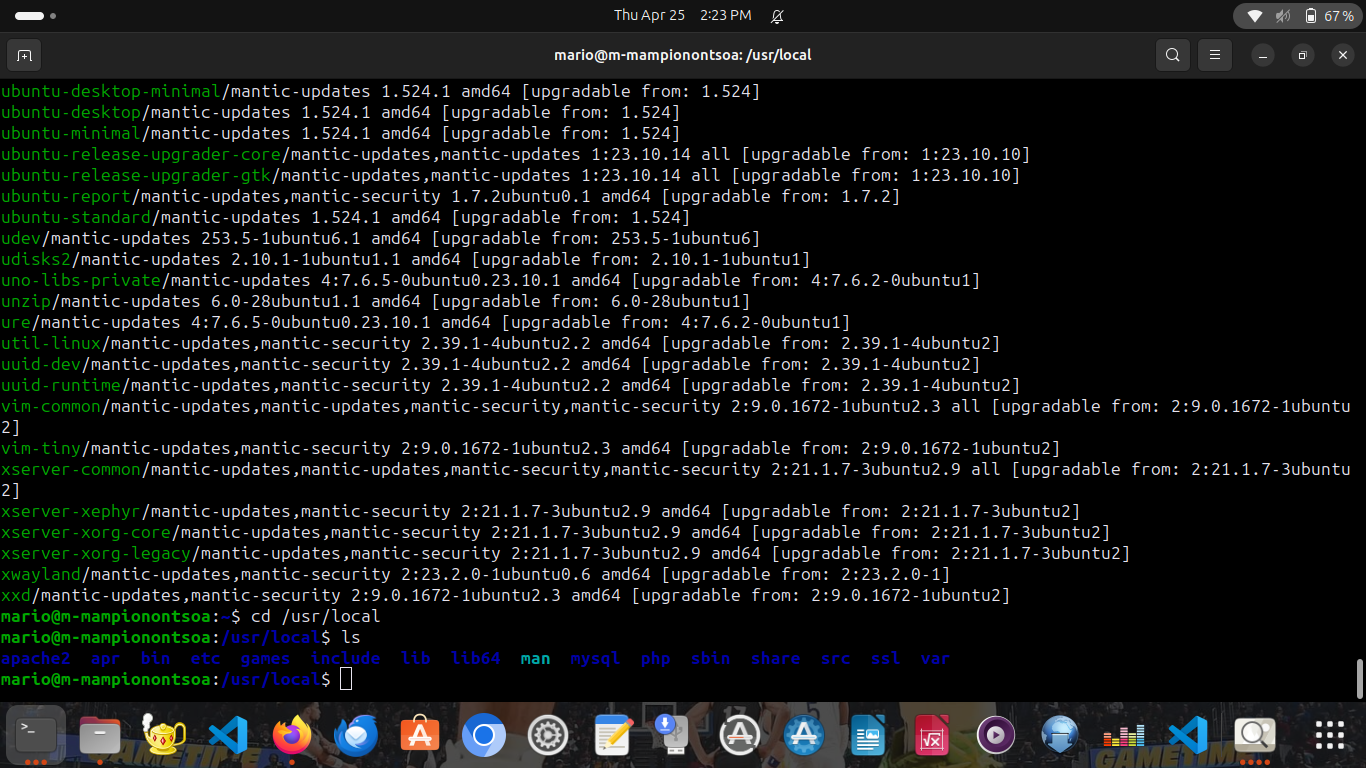 Thu Apr 25 2:23 PM
67 %
mario@m-mampionontsoa: /usr/local
ubuntu-desktop-minimal/mantic-updates 1.524.1 amd64 [upgradable from: 1.524]
ubuntu-desktop/mantic-updates 1.524.1 amd64 [upgradable from: 1.524]
ubuntu-minimal/mantic-updates 1.524.1 amd64 [upgradable from: 1.524]
ubuntu-release-upgrader-core/mantic-updates,mantic-updates 1:23.10.14 all [upgradable from: 1:23.10.10]
ubuntu-release-upgrader-gtk/mantic-updates,mantic-updates 1:23.10.14 all [upgradable from: 1:23.10.10]
ubuntu-report/mantic-updates,mantic-security 1.7.2ubuntu0.1 amd64 [upgradable from: 1.7.2]
ubuntu-standard/mantic-updates 1.524.1 amd64 [upgradable from: 1.524]
udev/mantic-updates 253.5-1ubuntu6.1 amd64 [upgradable from: 253.5-1ubuntu6]
udisks2/mantic-updates 2.10.1-1ubuntu1.1 amd64 [upgradable from: 2.10.1-1ubuntu1]
uno-libs-private/mantic-updates 4:7.6.5-0ubuntu0.23.10.1 amd64 [upgradable from: 4:7.6.2-0ubuntu1]
unzip/mantic-updates 6.0-28ubuntu1.1 amd64 [upgradable from: 6.0-28ubuntu1]
ure/mantic-updates 4:7.6.5-0ubuntu0.23.10.1 amd64 [upgradable from: 4:7.6.2-0ubuntu1]
util-linux/mantic-updates,mantic-security 2.39.1-4ubuntu2.2 amd64 [upgradable from: 2.39.1-4ubuntu2]
uuid-dev/mantic-updates,mantic-security 2.39.1-4ubuntu2.2 amd64 [upgradable from: 2.39.1-4ubuntu2]
uuid-runtime/mantic-updates,mantic-security 2.39.1-4ubuntu2.2 amd64 [upgradable from: 2.39.1-4ubuntu2]
vim-common/mantic-updates,mantic-updates,mantic-security,mantic-security 2:9.0.1672-1ubuntu2.3 all [upgradable from: 2:9.0.1672-1ubuntu
2]
vim-tiny/mantic-updates,mantic-security 2:9.0.1672-1ubuntu2.3 amd64 [upgradable from: 2:9.0.1672-1ubuntu2]
xserver-common/mantic-updates,mantic-updates,mantic-security,mantic-security 2:21.1.7-3ubuntu2.9 all [upgradable from: 2:21.1.7-3ubuntu
2]
xserver-xephyr/mantic-updates,mantic-security 2:21.1.7-3ubuntu2.9 amd64 [upgradable from: 2:21.1.7-3ubuntu2]
xserver-xorg-core/mantic-updates,mantic-security 2:21.1.7-3ubuntu2.9 amd64 [upgradable from: 2:21.1.7-3ubuntu2]
xserver-xorg-legacy/mantic-updates,mantic-security 2:21.1.7-3ubuntu2.9 amd64 [upgradable from: 2:21.1.7-3ubuntu2]
xwayland/mantic-updates,mantic-security 2:23.2.0-1ubuntu0.6 amd64 [upgradable from: 2:23.2.0-1]
xxd/mantic-updates,mantic-security 2:9.0.1672-1ubuntu2.3 amd64 [upgradable from: 2:9.0.1672-1ubuntu2]
mario@m-mampionontsoa:~$ cd /usr/local
mario@m-mampionontsoa:/usr/local$ ls
apache2 apr bin etc games include lib lib64 man mysql php sbin share src ssl var
mario@m-mampionontsoa:/usr/local$
GAMETIME
GAMETIME